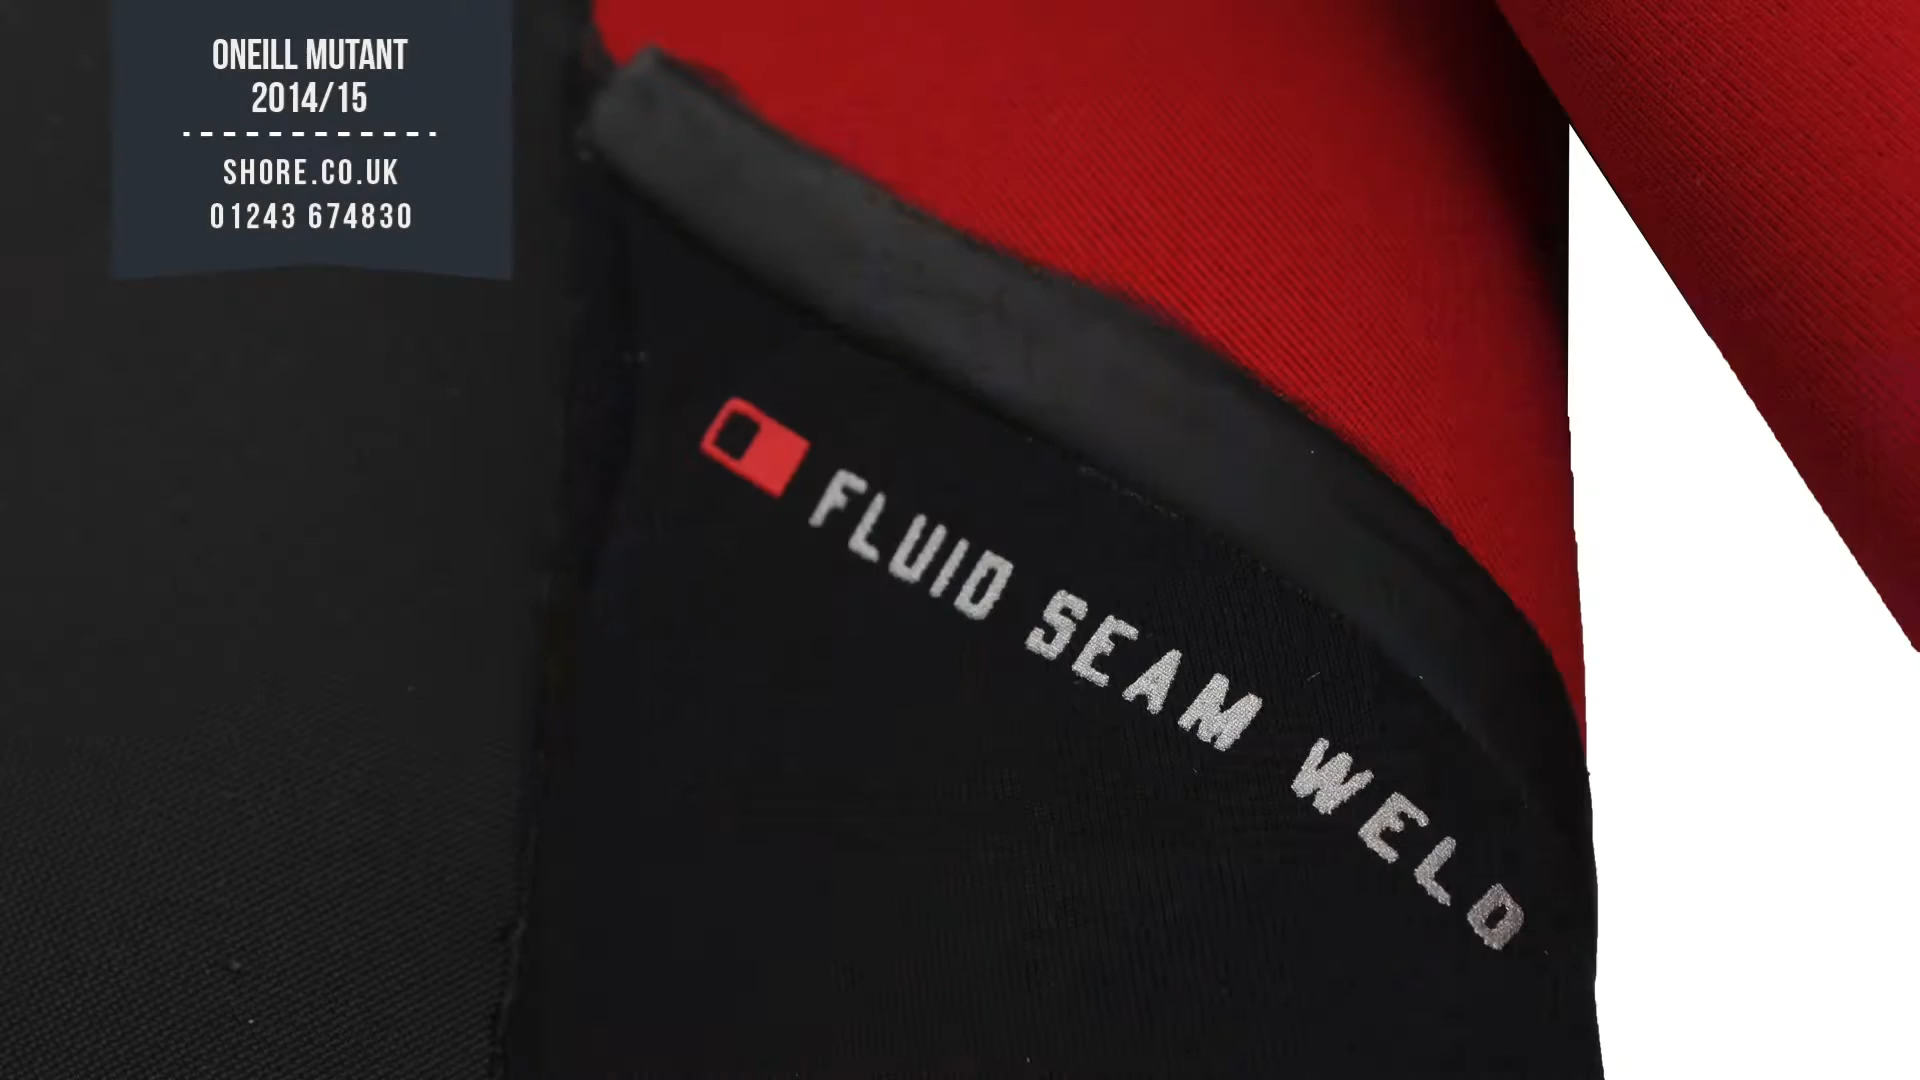 ONEILL MUTANT
2014/15
SHORE.CO.UK
01243 674830
FLUID SEAM WELD